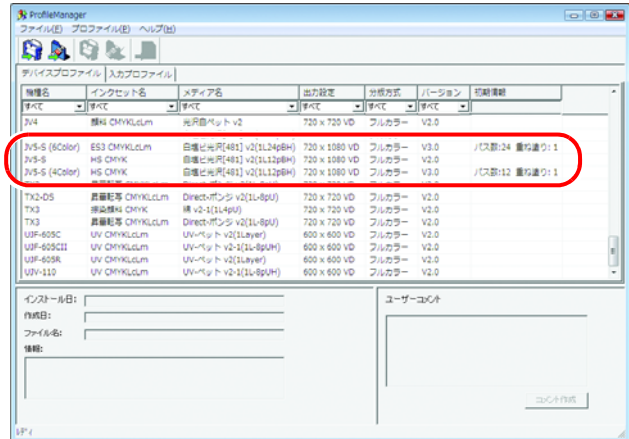 ProfileManager
ファイル(F) プロファイル(E) ヘルプ(H)
デバイスプロファイル 入力プロファイル
機種名 インクセット名 メディア名 出力設定 分版方式 バージョン 初期情報
すべて すべて すべて すべて すべて すべて
JV4 顔料 CMYKLcLm 光沢白ペット v2 720 x 720 VD フルカラー V2.0
JV5-S (6Color) ES3 CMYKLcLm 自塩ビ光沢[481] v2(1L24pBH) 720 x 1080 VD フルカラー V3.0 パス数:24 重ね塗り: 1
JV5-S HS CMYK 自塩ビ光沢[481] v2(1L12pBH) 720 x 1080 VD フルカラー V2.0
JV5-S (4Color) HS CMYK 自塩ビ光沢[481] v2(1L12pBH) 720 x 1080 VD フルカラー V3.0 パス数:12 重ね塗り: 1
TX2-DS 昇華転写 CMYKLcLm Direct-ポンジ v2(1L-8pU) 720 x 720 VD フルカラー V2.0
TX3 捺染顔料 CMYK 綿 v2-1(1L4pU) 720 x 720 VD フルカラー V2.0
TX3 昇華転写 CMYKLcLm Direct-ポンジ v2(1L-8pU) 720 x 720 VD フルカラー V2.0
UJF-605C UV CMYKLcLm UV-ペット v2(1Layer) 600 x 600 VD フルカラー V2.0
UJF-605CII UV CMYKLcLm UV-ペット v2-1(1L-8pUH) 600 x 600 VD フルカラー V2.0
UJF-605R UV CMYKLcLm UV-ペット v2(1Layer) 600 x 600 VD フルカラー V2.0
UJV-110 UV CMYKLcLm UV-ペット v2-1(1L-8pUH) 600 x 600 VD フルカラー V2.0
インストール日:
作成日:
ファイル名:
情報:
ユーザーコメント
コメント作成
レディ